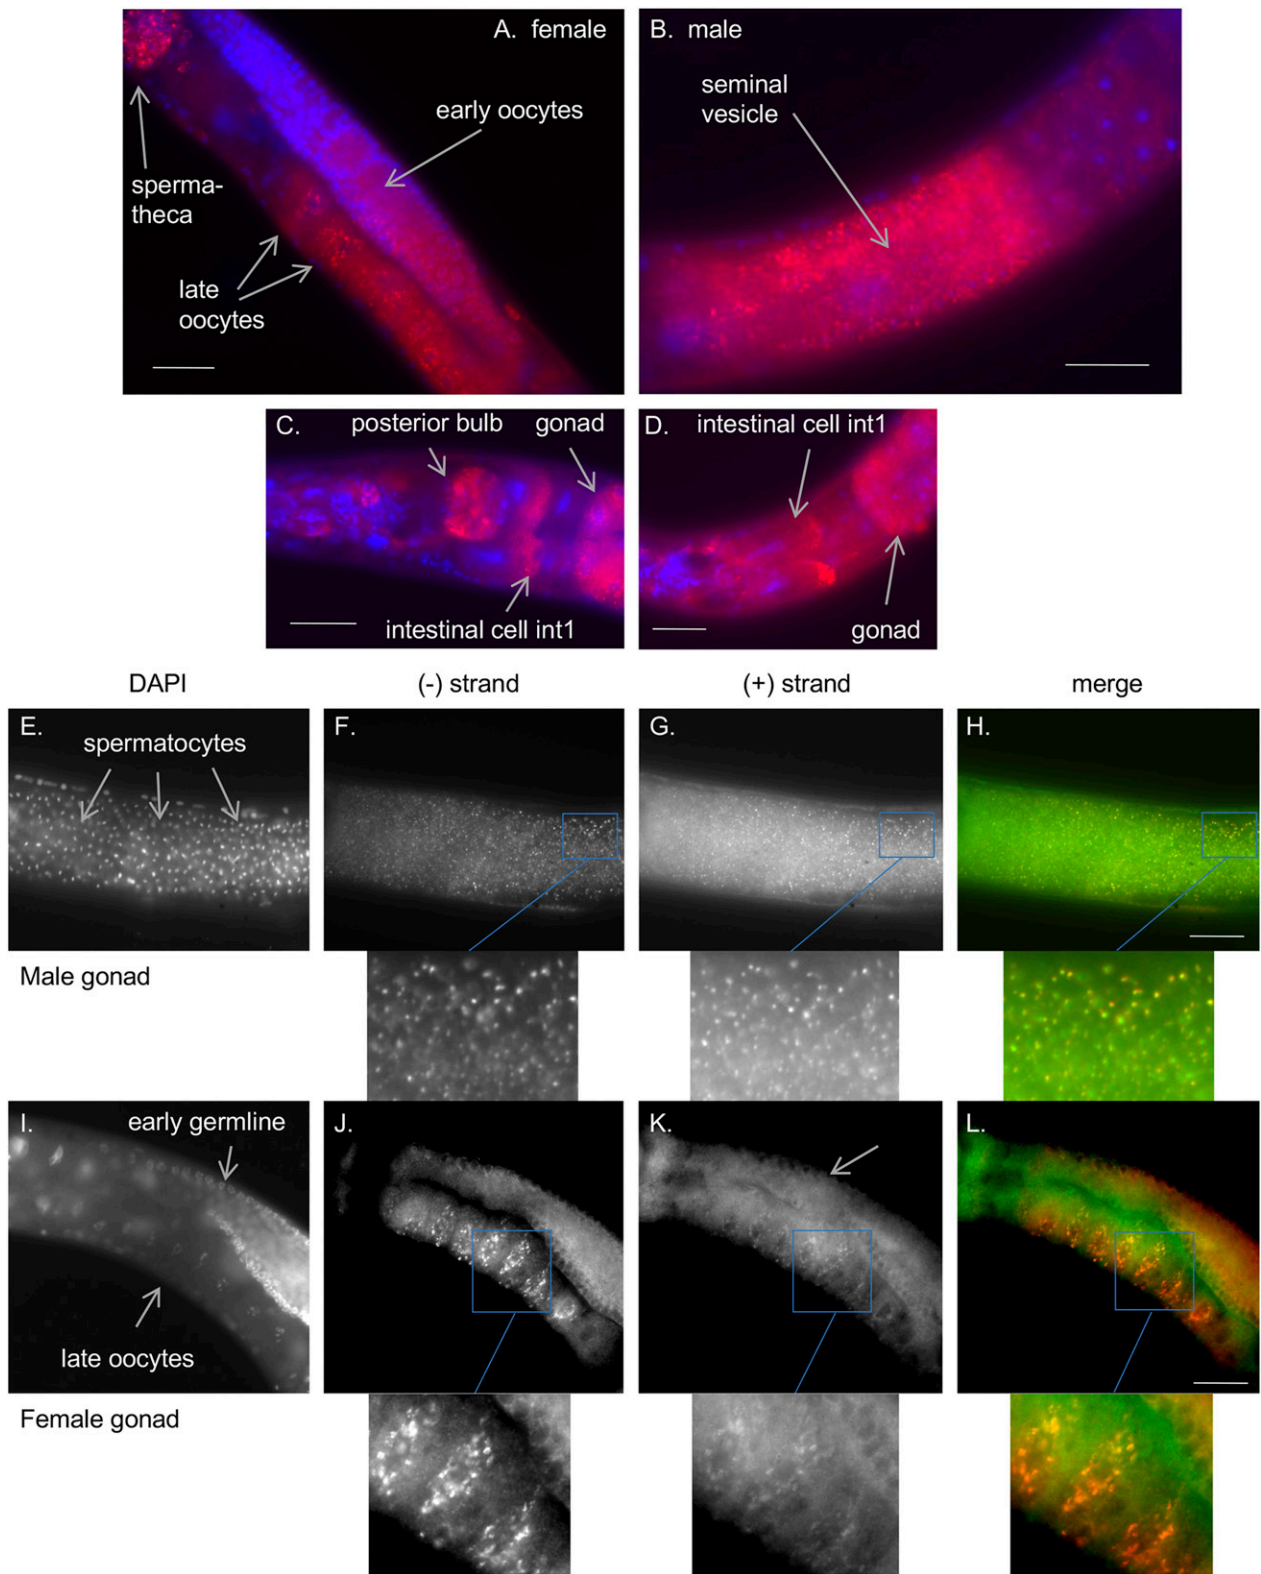 A. female
early oocytes
sperma-
theca
late
oocytes
B. male
seminal
vesicle
C.
posterior bulb
gonad
intestinal cell int1
D.
intestinal cell int1
gonad
DAPI
(-) strand
(+) strand
merge
E.
spermatocytes
F.
G.
H.
Male gonad
I.
early germline
late oocytes
J.
K.
L.
Female gonad